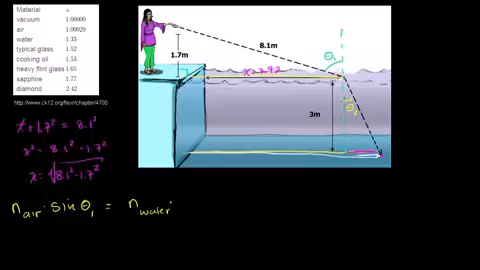 Material n
vacuum 1.00000
air 1.00029
water 1.33
typical glass 1.52
cooking oil 1.53
heavy flint glass 1.65
sapphire 1.77
diamond 2.42
http://www.ck12.org/flexr/chapter/4700
1.7m
8.1m
θ₁
x=7.92
θ₂
3m
x²+1.7² = 8.1²
x² = 8.1² - 1.7²
x = √8.1² - 1.7²
n air · sin θ₁ = n water ·